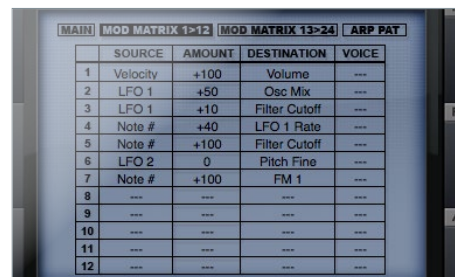 MAIN MOD MATRIX 1>12 MOD MATRIX 13>24 ARP PAT
SOURCE AMOUNT DESTINATION VOICE
1 Velocity +100 Volume ---
2 LFO 1 +50 Osc Mix ---
3 LFO 1 +10 Filter Cutoff ---
4 Note # +40 LFO 1 Rate ---
5 Note # +100 Filter Cutoff ---
6 LFO 2 0 Pitch Fine ---
7 Note # +100 FM 1 ---
8 --- --- --- ---
9 --- --- --- ---
10 --- --- --- ---
11 --- --- --- ---
12 --- --- --- ---